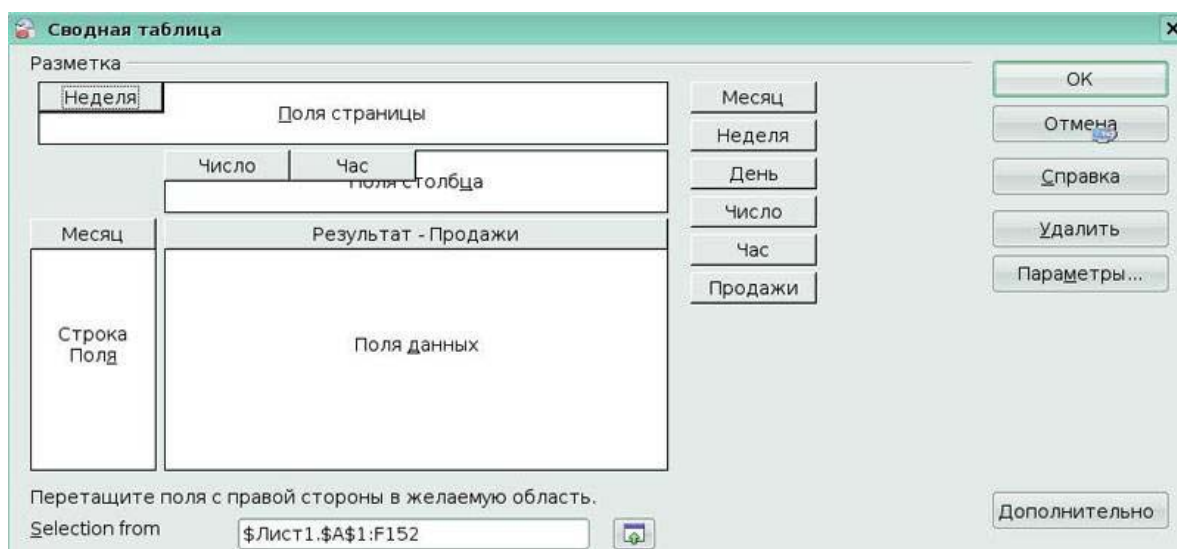 Сводная таблица
Разметка
Неделя
Поля страницы
Число
Час
Поля столбца
Месяц
Результат - Продажи
Строка
Поля
Поля данных
Месяц
Неделя
День
Число
Час
Продажи
OK
Отмена
Справка
Удалить
Параметры...
Перетащите поля с правой стороны в желаемую область.
Selection from
$Лист1.$A$1:F152
Дополнительно